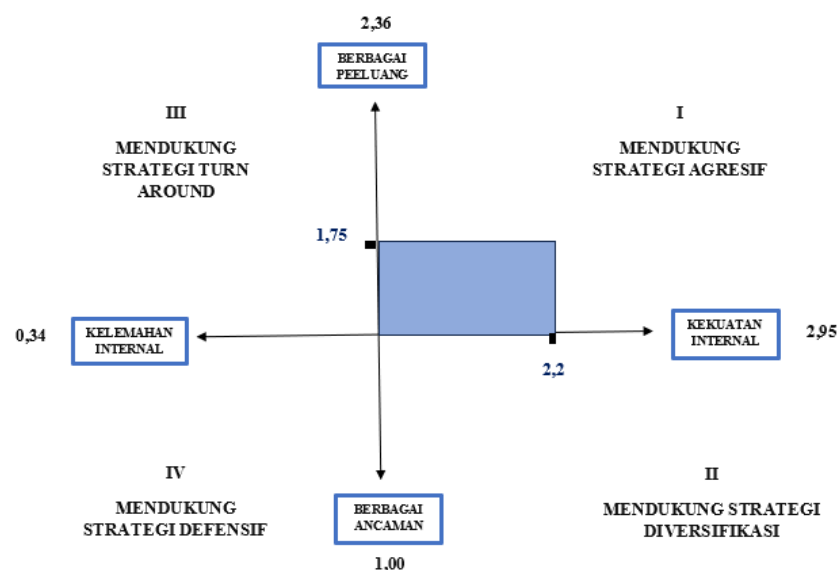 2,36
BERBAGAI
PEELUANG
III
MENDUKUNG
STRATEGI TURN
AROUND
I
MENDUKUNG
STRATEGI AGRESIF
1,75
0,34
KELEMAHAN
INTERNAL
KEKUATAN
INTERNAL
2,95
2,2
IV
MENDUKUNG
STRATEGI DEFENSIF
BERBAGAI
ANCAMAN
1,00
II
MENDUKUNG STRATEGI
DIVERSIFIKASI